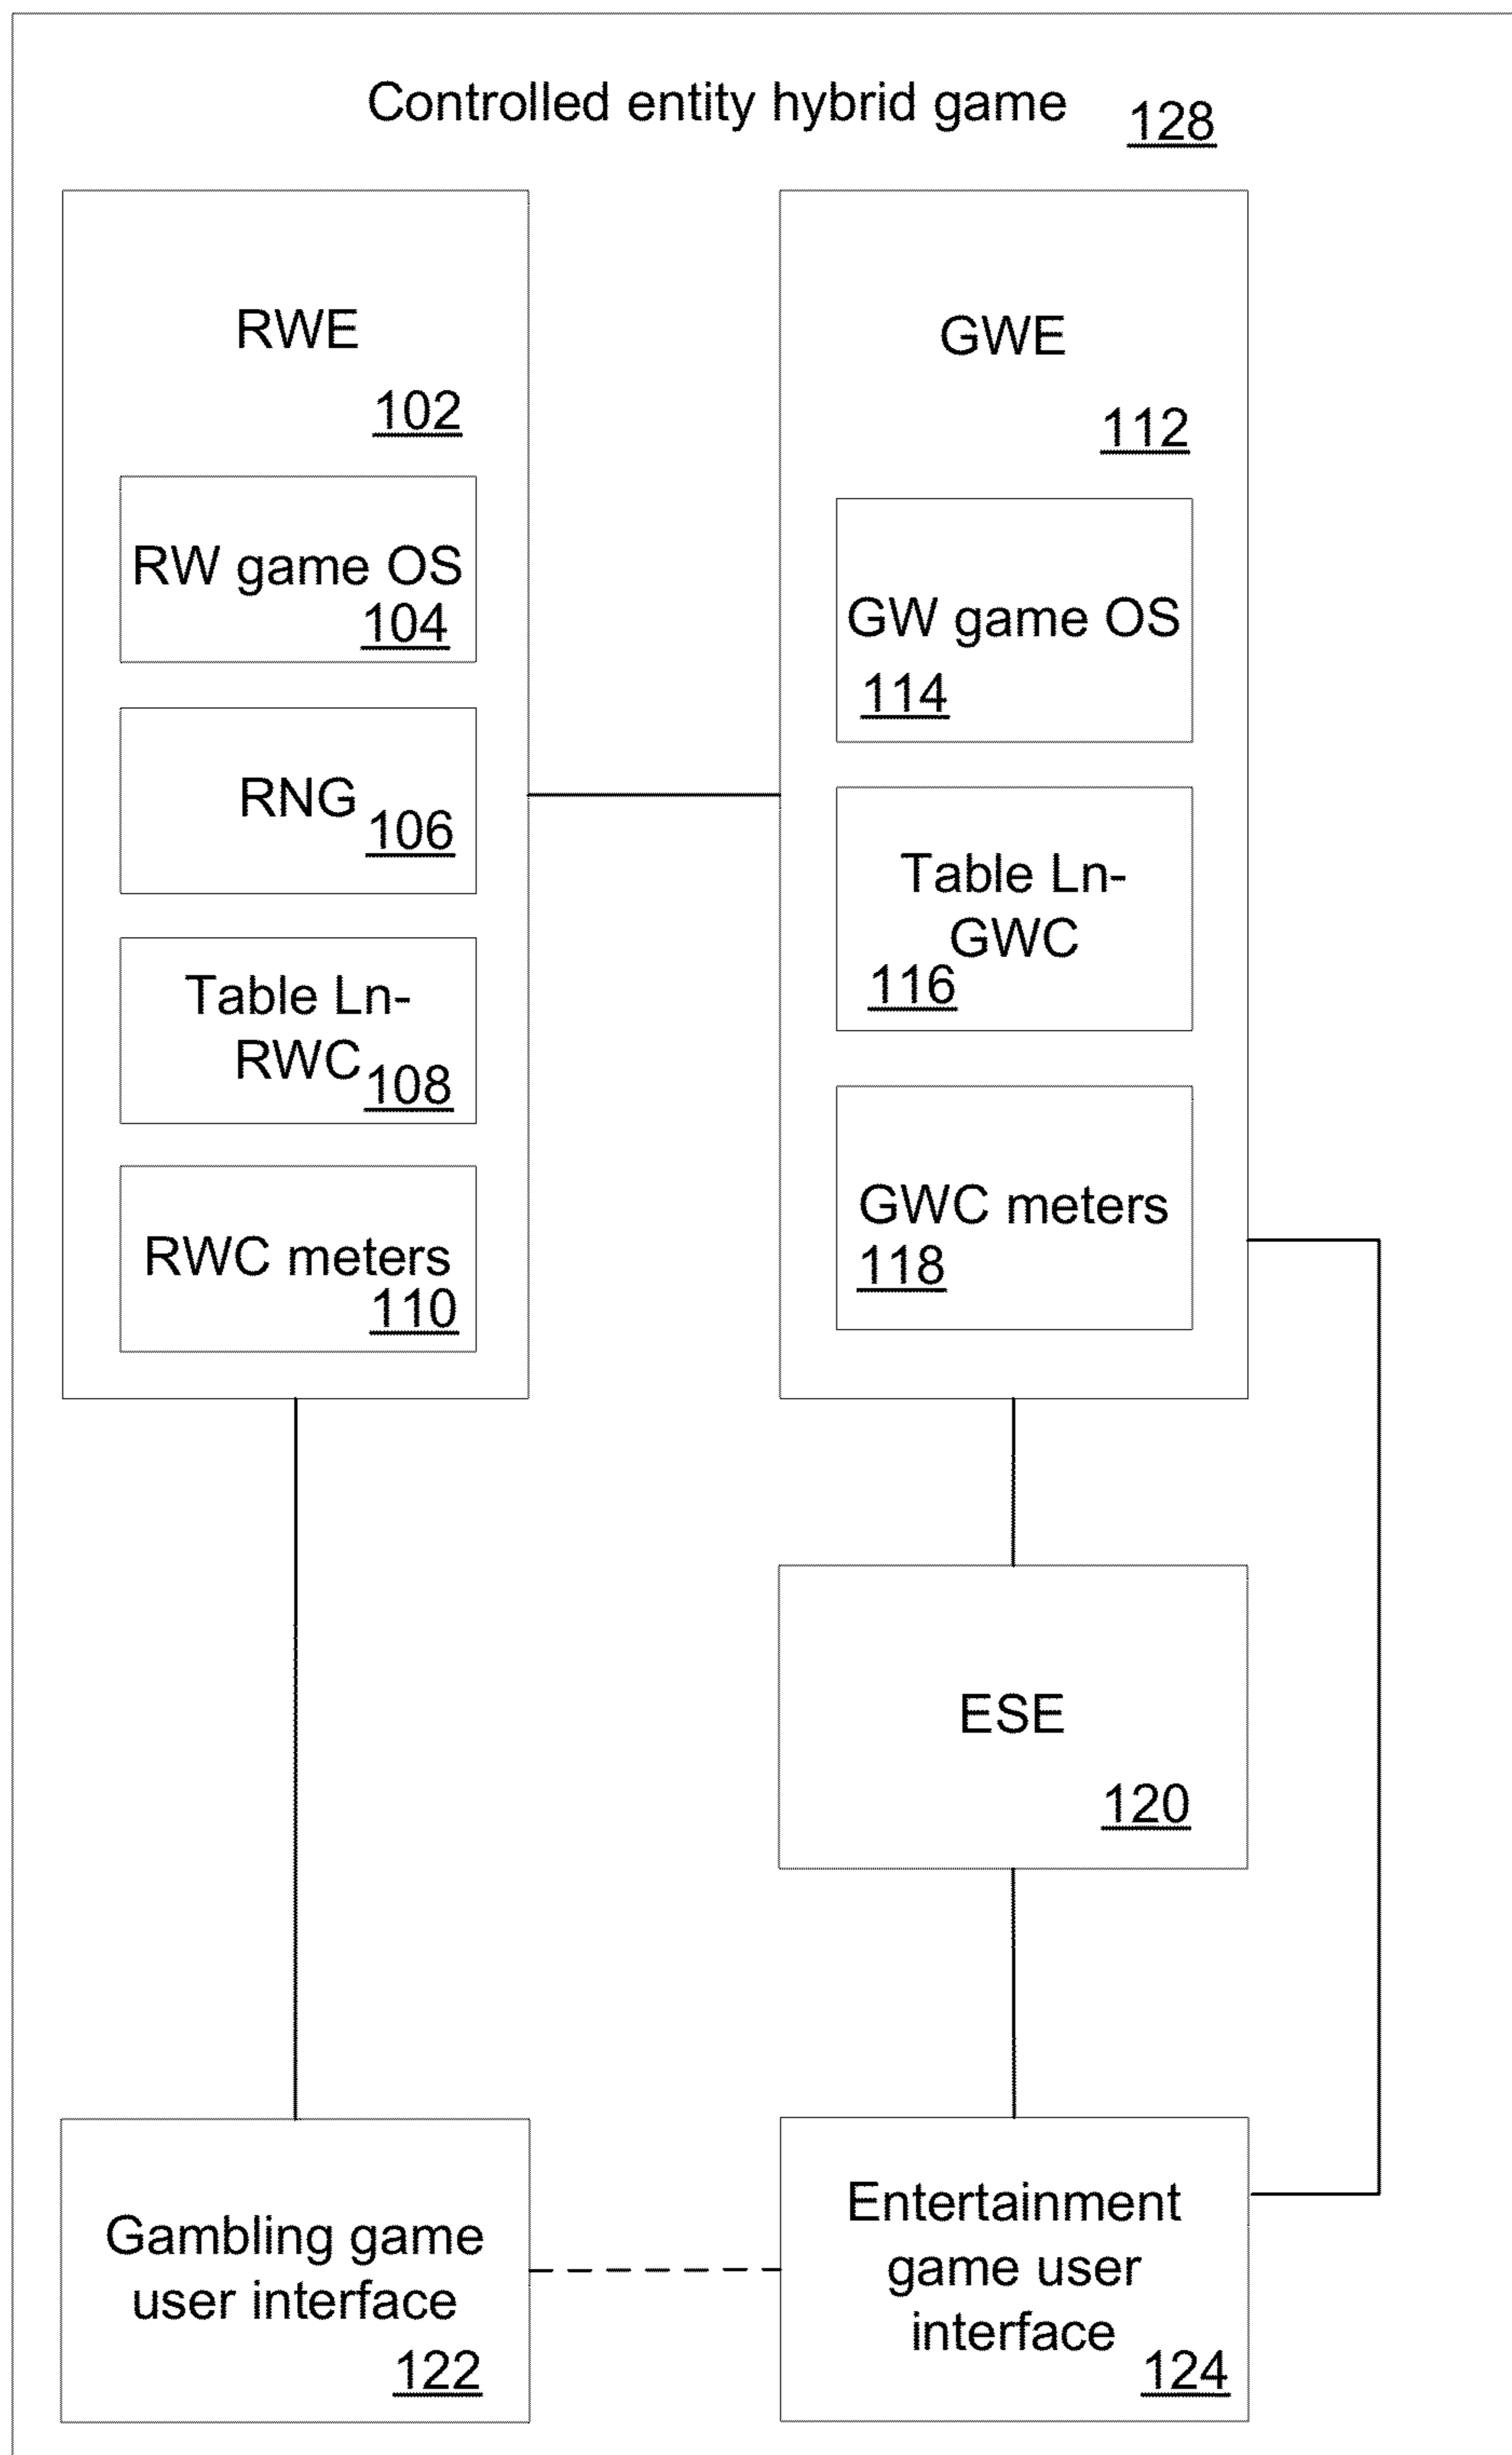 Controlled entity hybrid game
128
RWE
102
RW game OS
104
RNG
106
Table Ln-
RWC
108
RWC meters
110
GWE
112
GW game OS
114
Table Ln-
GWC
116
GWC meters
118
ESE
120
Gambling game
user interface
122
Entertainment
game user
interface
124